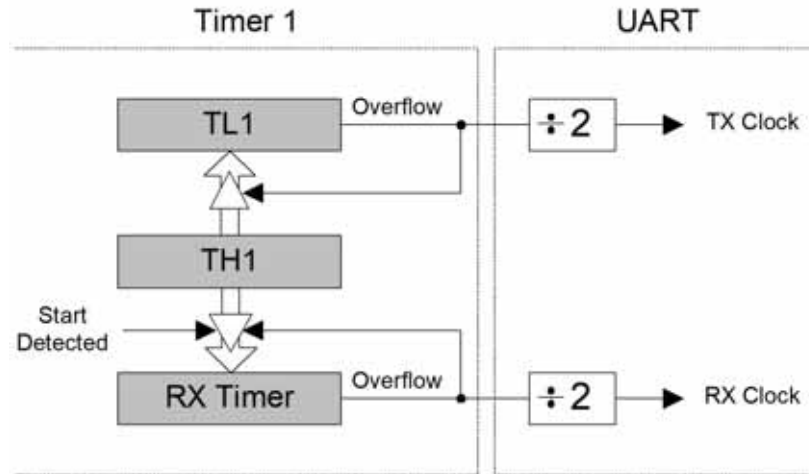 Timer 1
UART
TL1
Overflow
÷2
TX Clock
TH1
Start
Detected
RX Timer
Overflow
÷2
RX Clock